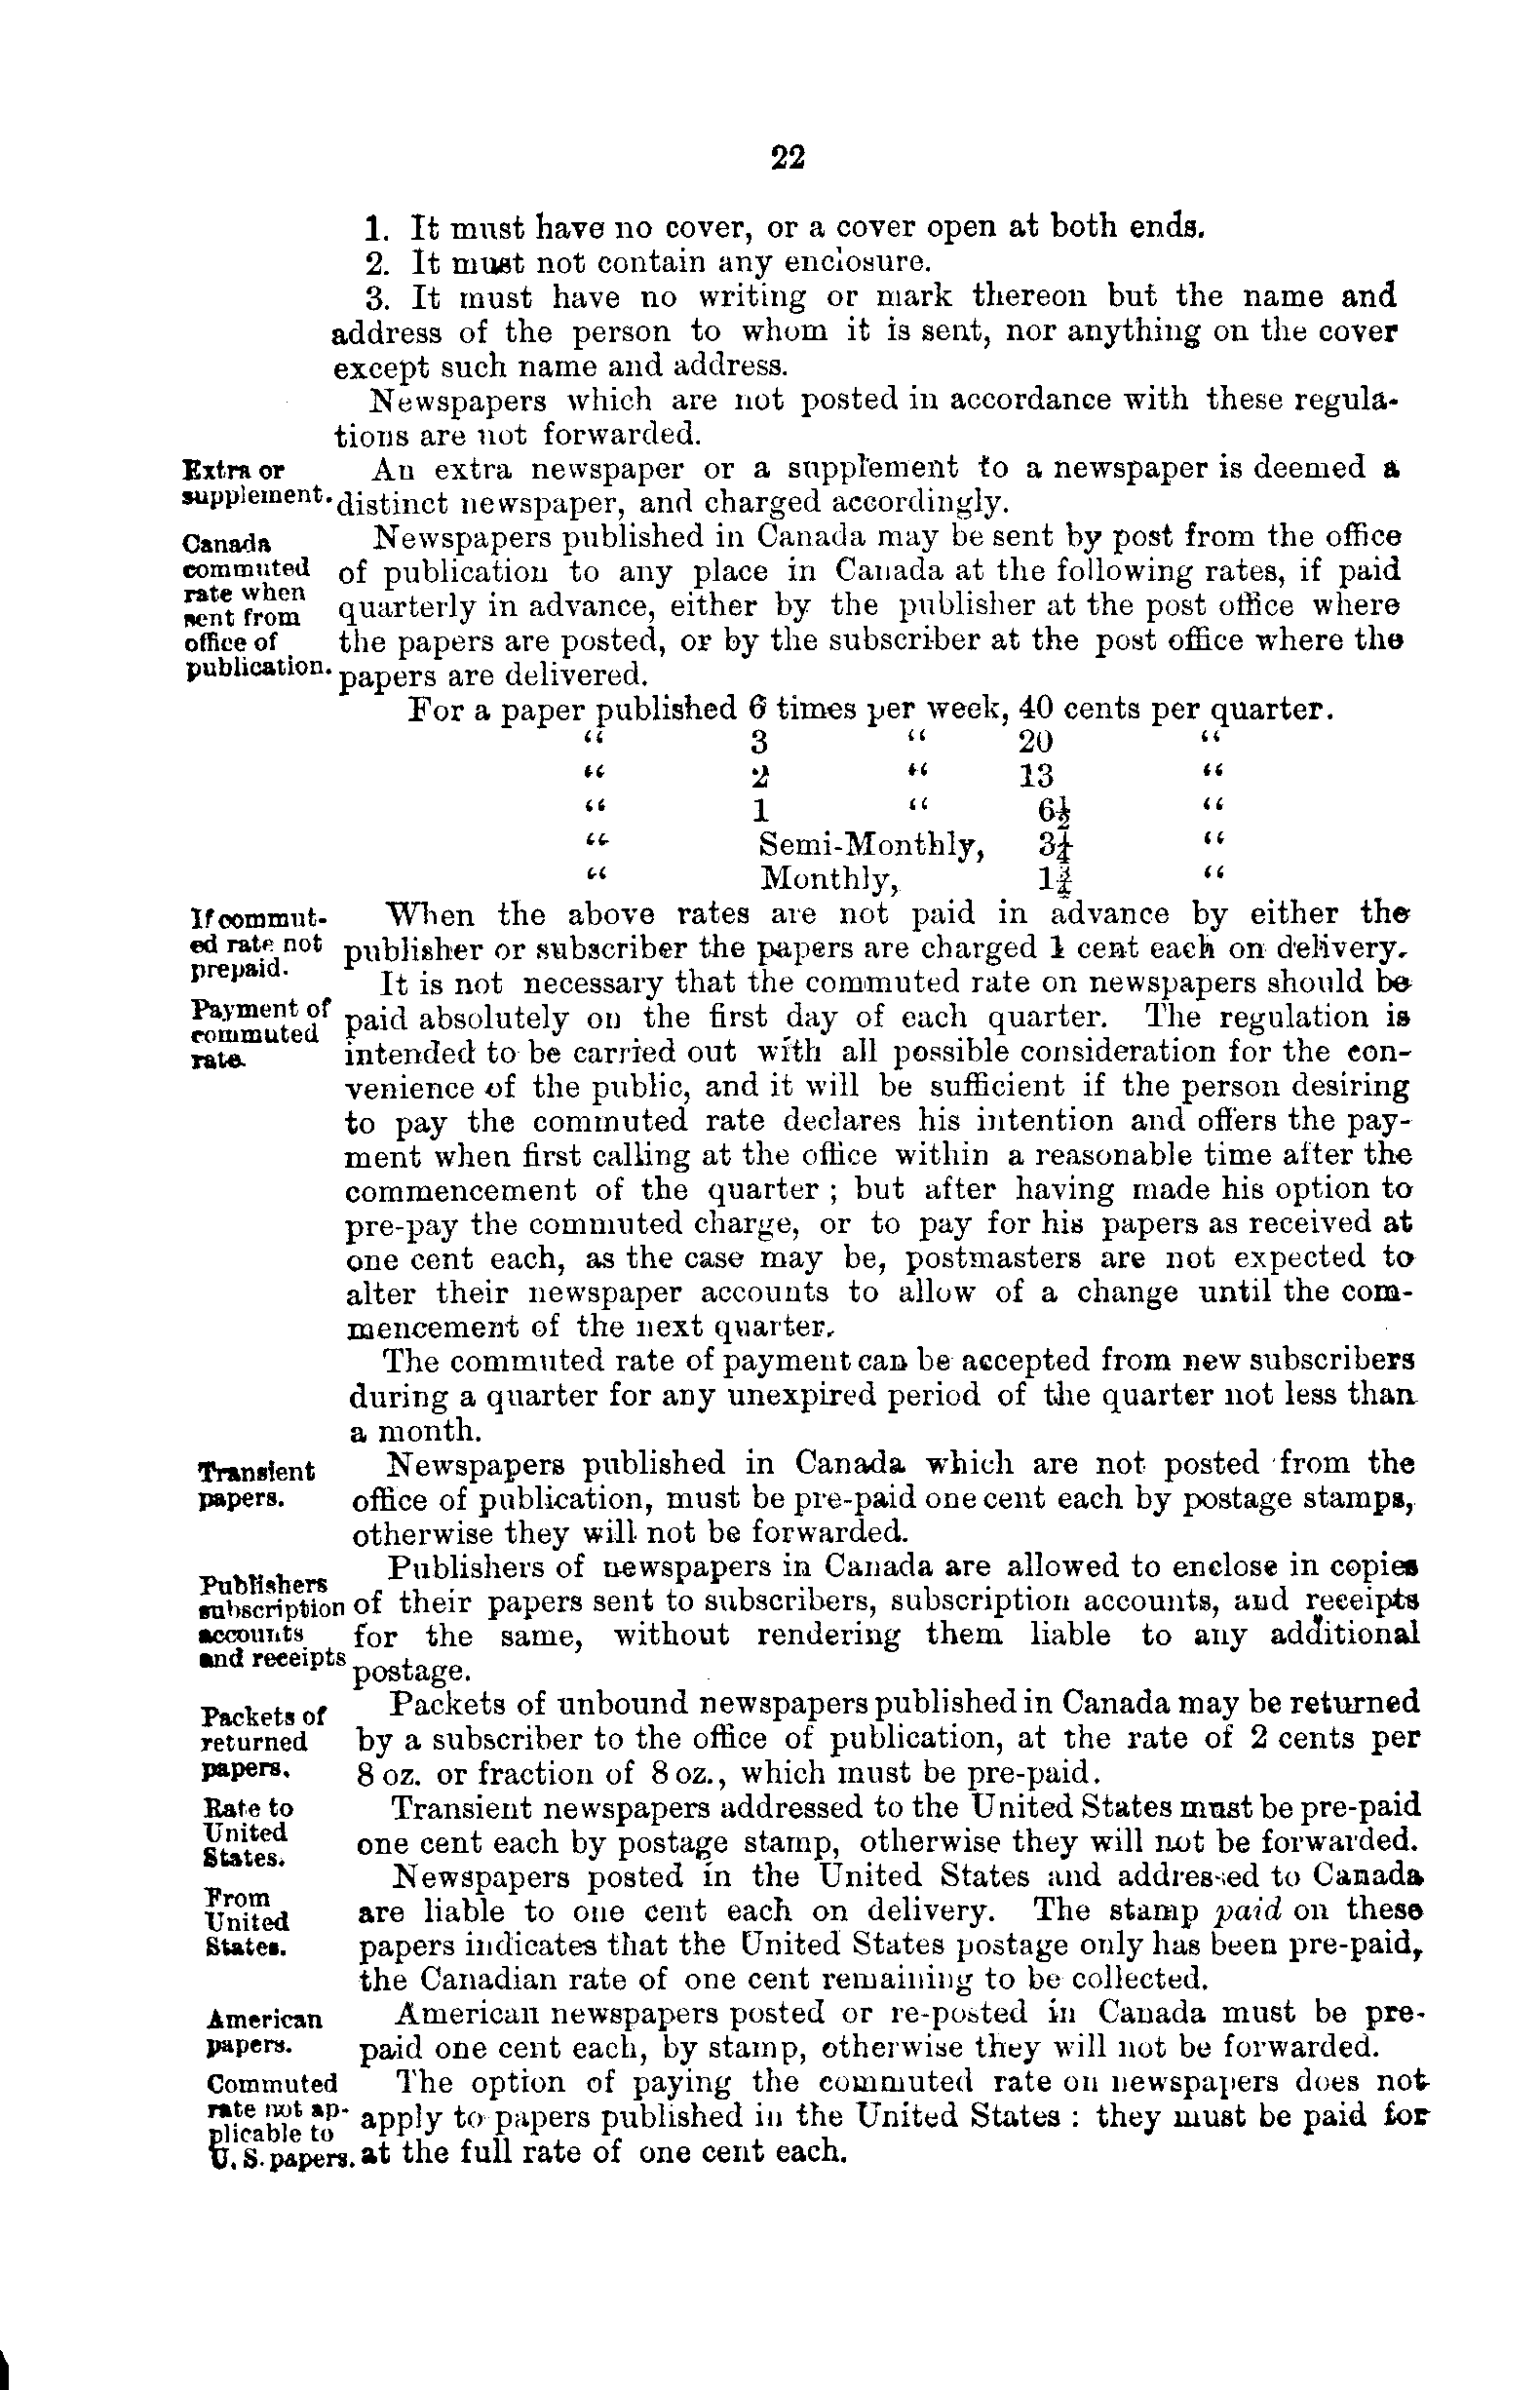 22
1. It must have no cover, or a cover open at both ends.
2. It must not contain any enclosure.
3. It must have no writing or mark thereon but the name and
address of the person to whom it is sent, nor anything on the cover
except such name and address.
Newspapers which are not posted in accordance with these regula-
tions are not forwarded.
Extra or
supplement.
An extra newspaper or a supplement to a newspaper is deemed a
distinct newspaper, and charged accordingly.
Canada
commuted
rate when
sent from
office of
publication.
Newspapers published in Canada may be sent by post from the office
of publication to any place in Canada at the following rates, if paid
quarterly in advance, either by the publisher at the post office where
the papers are posted, or by the subscriber at the post office where the
papers are delivered.
For a paper published 6 times per week, 40 cents per quarter.
“ 3 “ 20 “
“ 2 “ 13 “
“ 1 “ 6½ “
“ Semi-Monthly, 3¼ “
“ Monthly, 1¾ “
If commut-
ed rate not
prepaid.
When the above rates are not paid in advance by either the
publisher or subscriber the papers are charged 1 cent each on delivery.
Payment of
commuted
rate.
It is not necessary that the commuted rate on newspapers should be
paid absolutely on the first day of each quarter. The regulation is
intended to be carried out with all possible consideration for the con-
venience of the public, and it will be sufficient if the person desiring
to pay the commuted rate declares his intention and offers the pay-
ment when first calling at the office within a reasonable time after the
commencement of the quarter ; but after having made his option to
pre-pay the commuted charge, or to pay for his papers as received at
one cent each, as the case may be, postmasters are not expected to
alter their newspaper accounts to allow of a change until the com-
mencement of the next quarter.
The commuted rate of payment can be accepted from new subscribers
during a quarter for any unexpired period of the quarter not less than
a month.
Transient
papers.
Newspapers published in Canada which are not posted from the
office of publication, must be pre-paid one cent each by postage stamps,
otherwise they will not be forwarded.
Publishers
subscription
accounts
and receipts
Publishers of newspapers in Canada are allowed to enclose in copies
of their papers sent to subscribers, subscription accounts, and receipts
for the same, without rendering them liable to any additional
postage.
Packets of
returned
papers.
Packets of unbound newspapers published in Canada may be returned
by a subscriber to the office of publication, at the rate of 2 cents per
8 oz. or fraction of 8 oz., which must be pre-paid.
Rate to
United
States.
Transient newspapers addressed to the United States must be pre-paid
one cent each by postage stamp, otherwise they will not be forwarded.
From
United
States.
Newspapers posted in the United States and addressed to Canada
are liable to one cent each on delivery. The stamp paid on these
papers indicates that the United States postage only has been pre-paid,
the Canadian rate of one cent remaining to be collected.
American
papers.
American newspapers posted or re-posted in Canada must be pre-
paid one cent each, by stamp, otherwise they will not be forwarded.
Commuted
rate not ap-
plicable to
U. S. papers.
The option of paying the commuted rate on newspapers does not
apply to papers published in the United States : they must be paid for
at the full rate of one cent each.